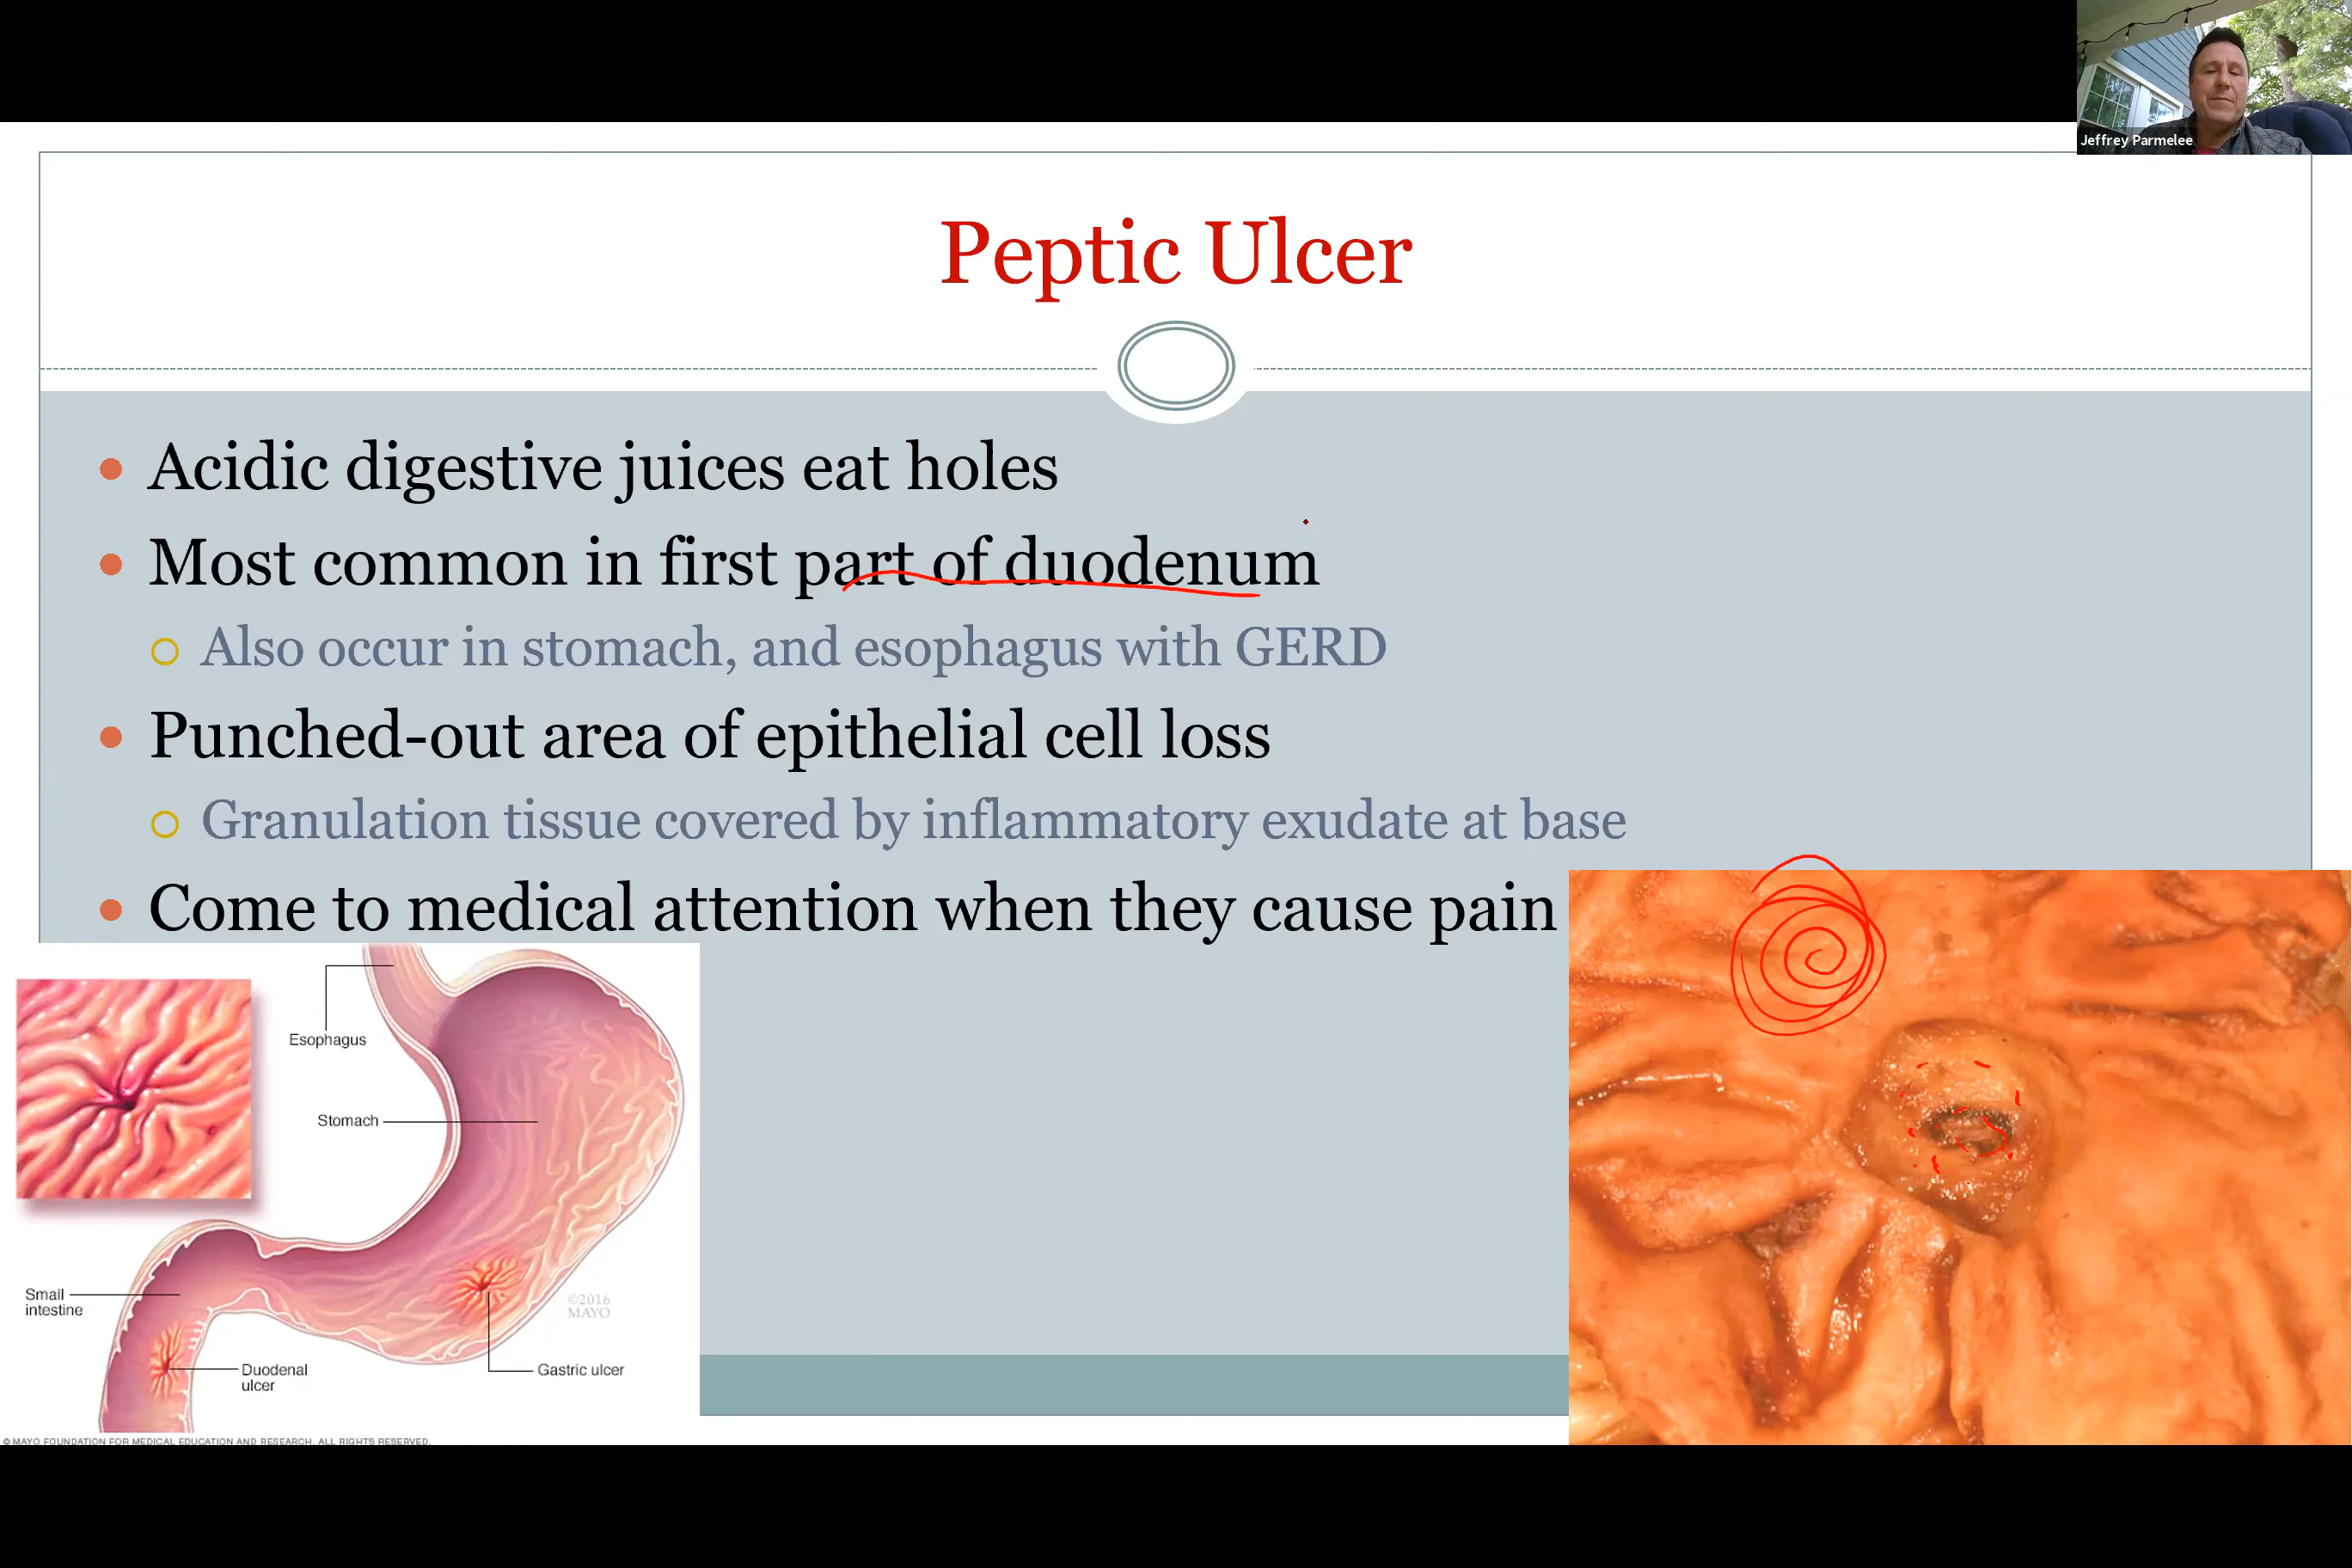 Jeffrey Parmelee
Peptic Ulcer
Acidic digestive juices eat holes
Most common in first part of duodenum
Also occur in stomach, and esophagus with GERD
Punched-out area of epithelial cell loss
Granulation tissue covered by inflammatory exudate at base
Come to medical attention when they cause pain
Esophagus
Stomach
Small
intestine
©2016
MAYO
Duodenal
ulcer
Gastric ulcer
© MAYO FOUNDATION FOR MEDICAL EDUCATION AND RESEARCH. ALL RIGHTS RESERVED.